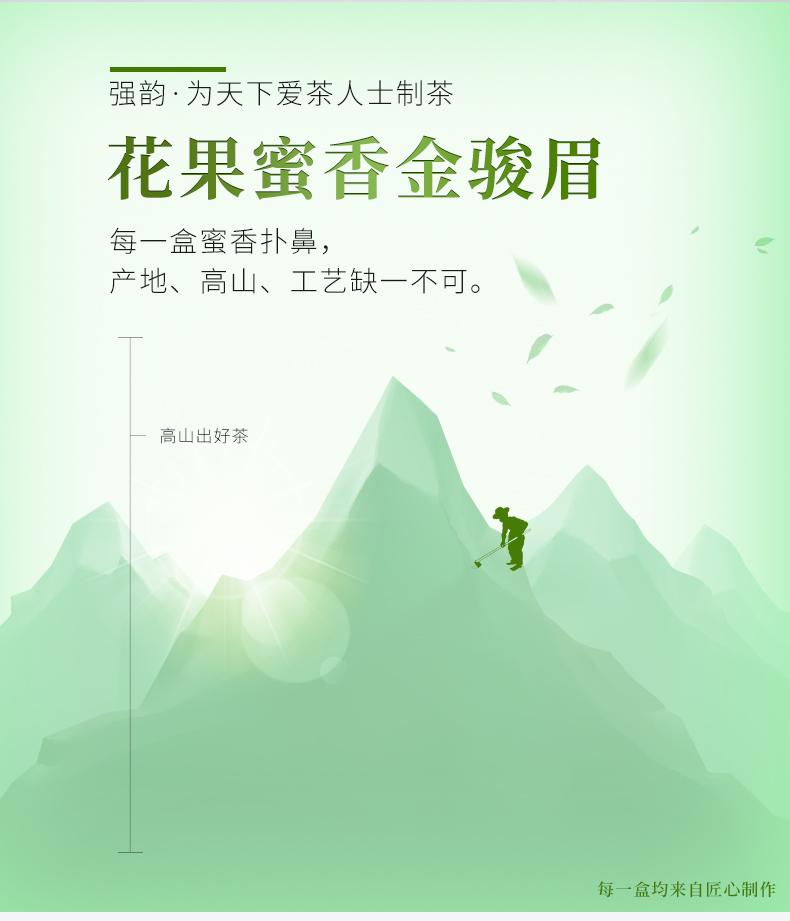 强韵·为天下爱茶人士制茶
花果蜜香金骏眉
每一盒蜜香扑鼻，
产地、高山、工艺缺一不可。
高山出好茶
每一盒均来自匠心制作